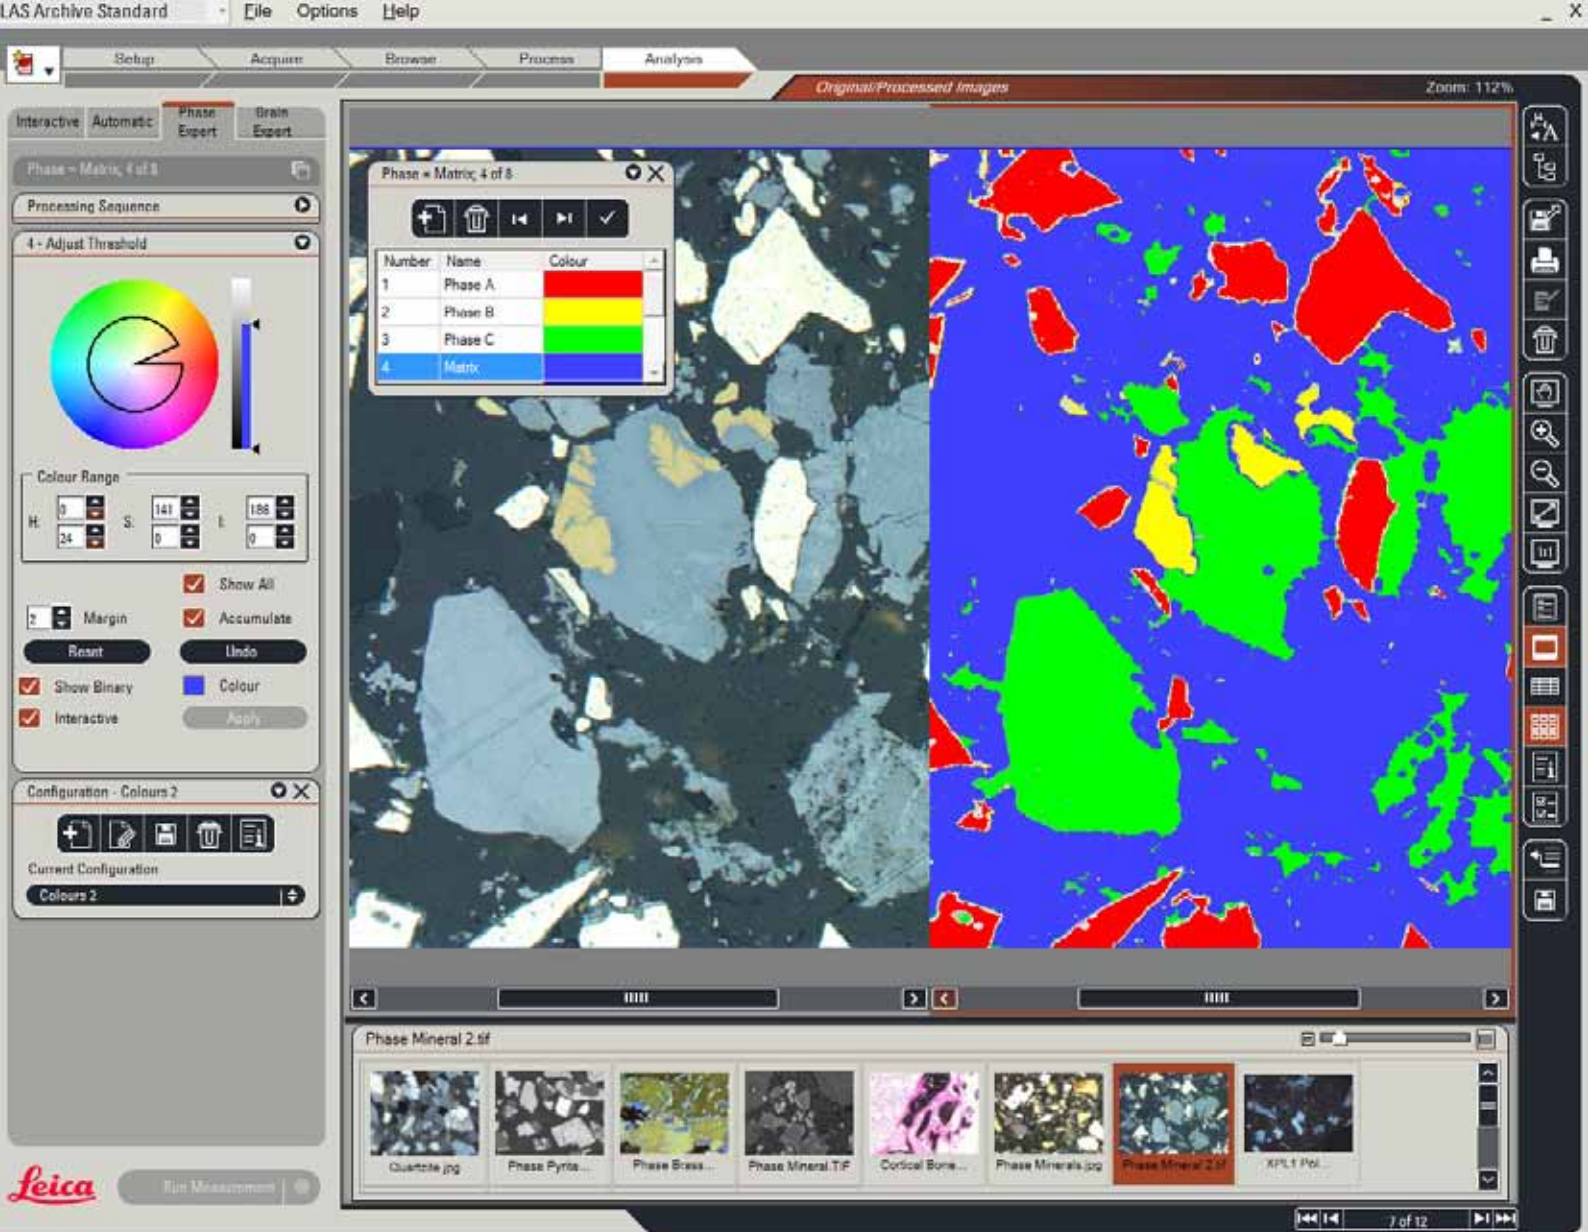 LAS Archive Standard - File Options Help
Setup Acquire Browse Process Analysis
Original/Processed Images Zoom: 112%
Interactive Automatic Phase Expert Grain Expert
Phase = Matrix; 4 of 8
Processing Sequence
4 - Adjust Threshold
Colour Range
H: 0 S: 141 I: 186
24 0 0
Show All
2 Margin Accumulate
Reset Undo
Show Binary Colour
Interactive Apply
Configuration - Colours 2
Current Configuration
Colours 2
Leica Run Measurement
Phase = Matrix; 4 of 8
Number Name Colour
1 Phase A
2 Phase B
3 Phase C
4 Matrix
Phase Mineral 2.tif
Quartzite.jpg Phase Pyrite... Phase Brass... Phase Mineral.TIF Cortical Bone... Phase Minerals.jpg Phase Mineral 2.tif XPL1 Pol...
7 of 12